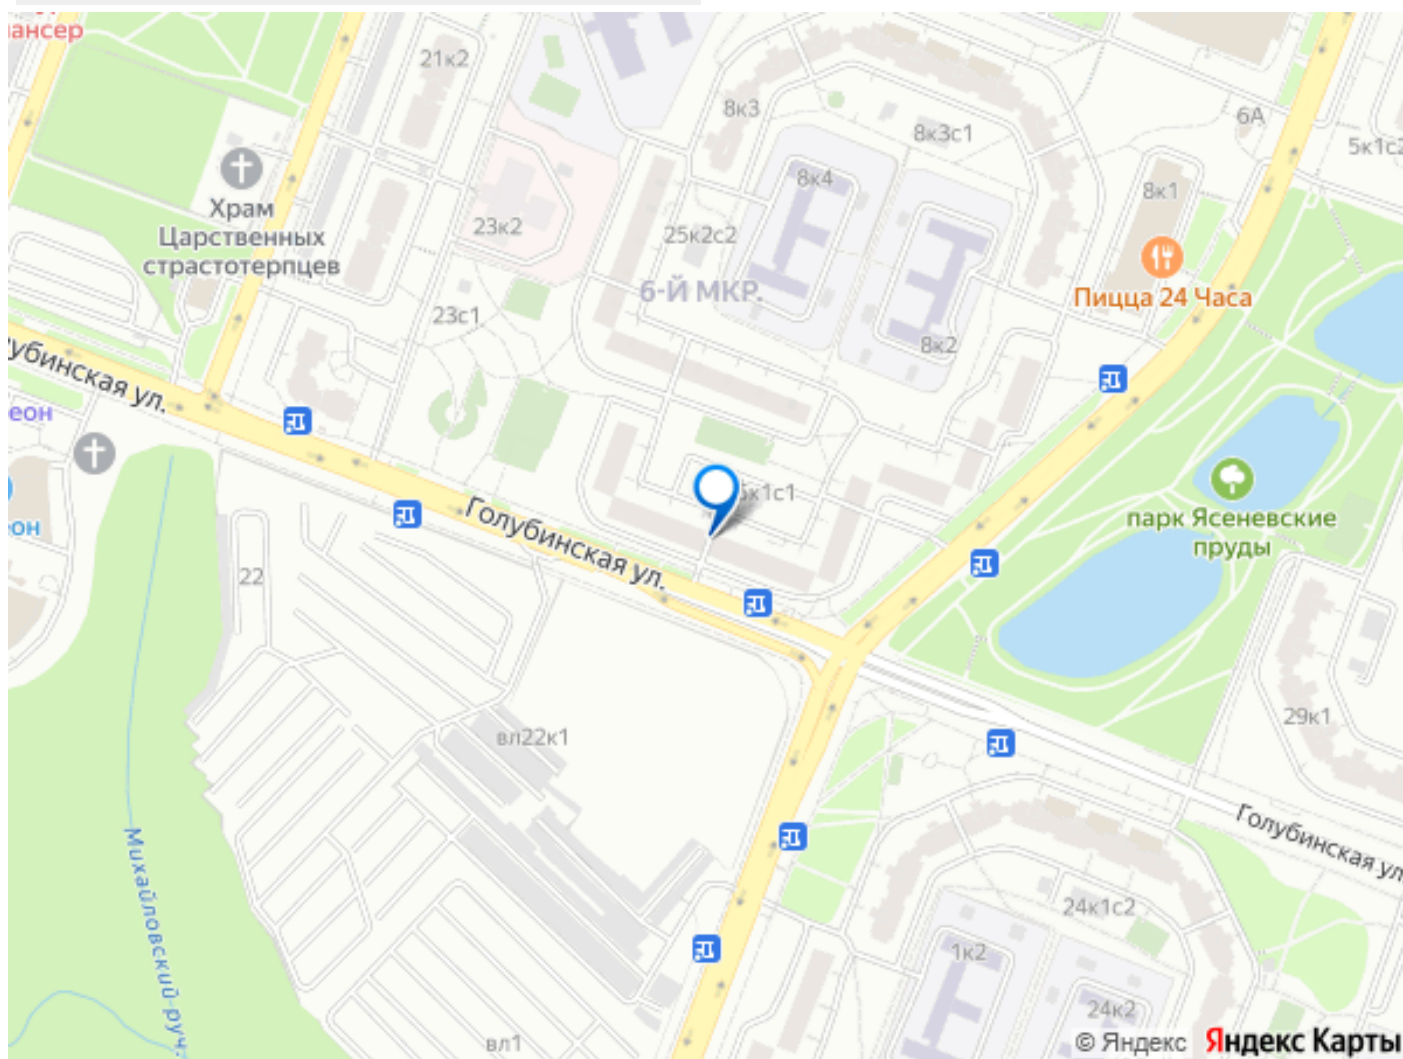 ансер
21к2
8к3
8к3с1
6А
5к1с2
Храм
Царственных
страстотерпцев
8к4
8к1
23к2
25к2с2
6-Й МКР.
Пицца 24 Часа
23с1
8к2
убинская ул.
еон
еон
Голубинская ул.
к1с1
парк Ясеневские
пруды
22
29к1
вл22к1
Голубинская ул
Михайловский руч.
24к1с2
1к2
24к2
вл1
© Яндекс Яндекс Карты